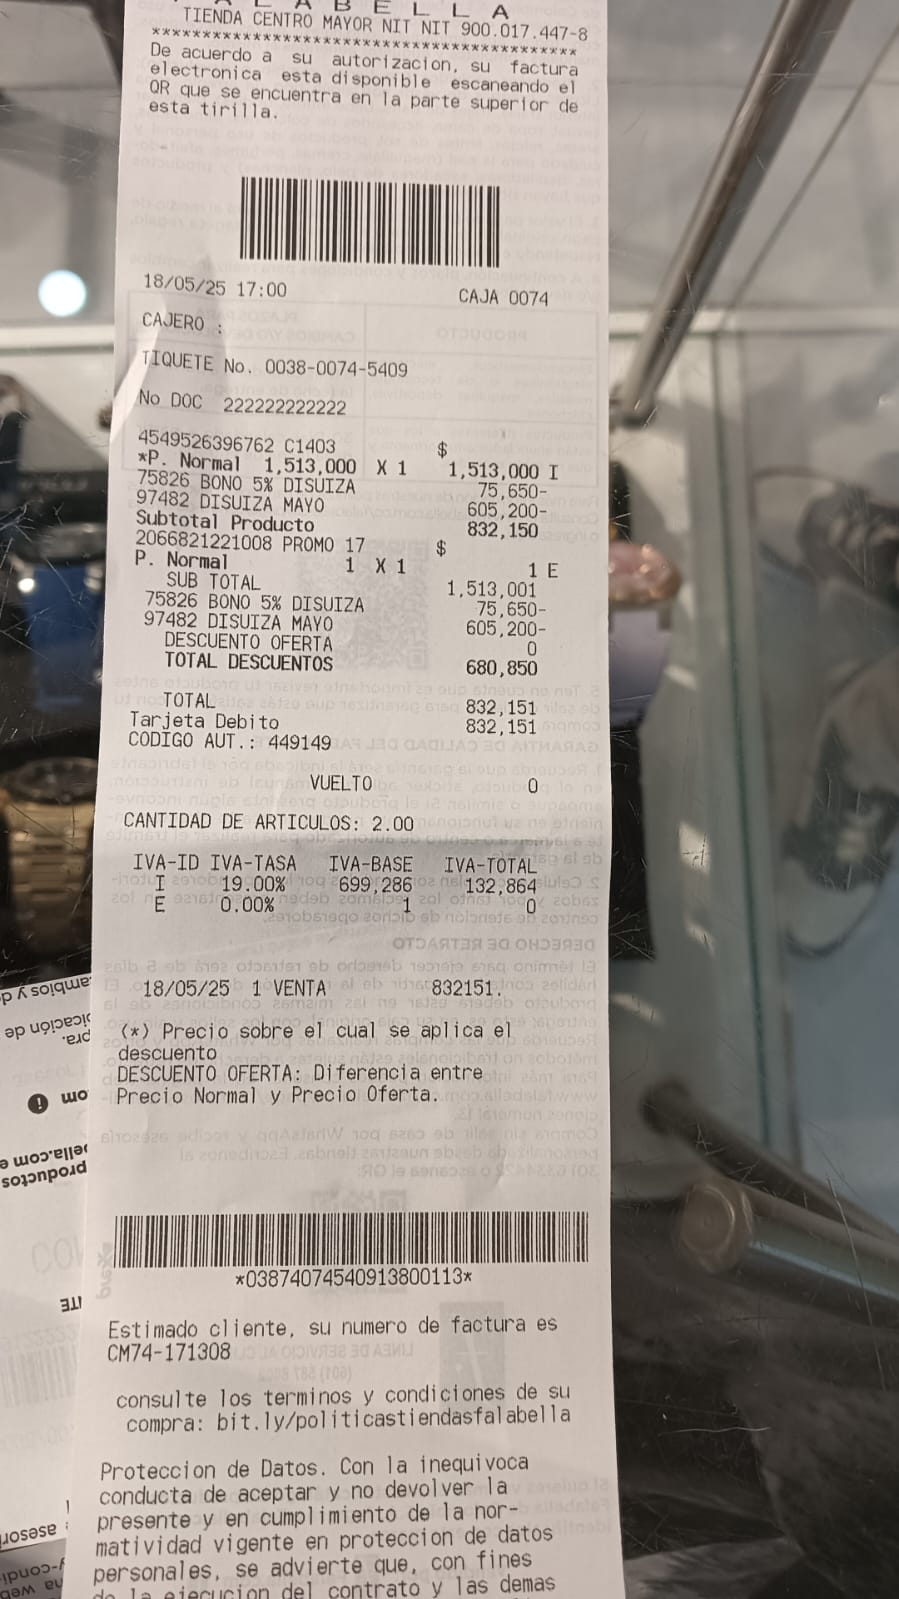 F A L A B E L L A
TIENDA CENTRO MAYOR NIT NIT 900.017.447-8
******************************************
De acuerdo a su autorizacion, su factura
electronica esta disponible escaneando el
QR que se encuentra en la parte superior de
esta tirilla.
18/05/25 17:00 CAJA 0074
CAJERO :
TIQUETE No. 0038-0074-5409
No DOC 222222222222
4549526396762 C1403 $
*P. Normal 1,513,000 X 1 1,513,000 I
75826 BONO 5% DISUIZA 75,650-
97482 DISUIZA MAYO 605,200-
Subtotal Producto 832,150
2066821221008 PROMO 17 $
P. Normal 1 X 1 1 E
SUB TOTAL 1,513,001
75826 BONO 5% DISUIZA 75,650-
97482 DISUIZA MAYO 605,200-
DESCUENTO OFERTA 0
TOTAL DESCUENTOS 680,850
TOTAL 832,151
Tarjeta Debito 832,151
CODIGO AUT.: 449149
VUELTO 0
CANTIDAD DE ARTICULOS: 2.00
IVA-ID IVA-TASA IVA-BASE IVA-TOTAL
I 19.00% 699,286 132,864
E 0.00% 1 0
18/05/25 1 VENTA 832151.
(*) Precio sobre el cual se aplica el
descuento
DESCUENTO OFERTA: Diferencia entre
Precio Normal y Precio Oferta.
*03874074540913800113*
Estimado cliente, su numero de factura es
CM74-171308
consulte los terminos y condiciones de su
compra: bit.ly/politicastiendasfalabella
Proteccion de Datos. Con la inequivoca
conducta de aceptar y no devolver la
presente y en cumplimiento de la nor-
matividad vigente en proteccion de datos
personales, se advierte que, con fines
de la ejecucion del contrato y las demas